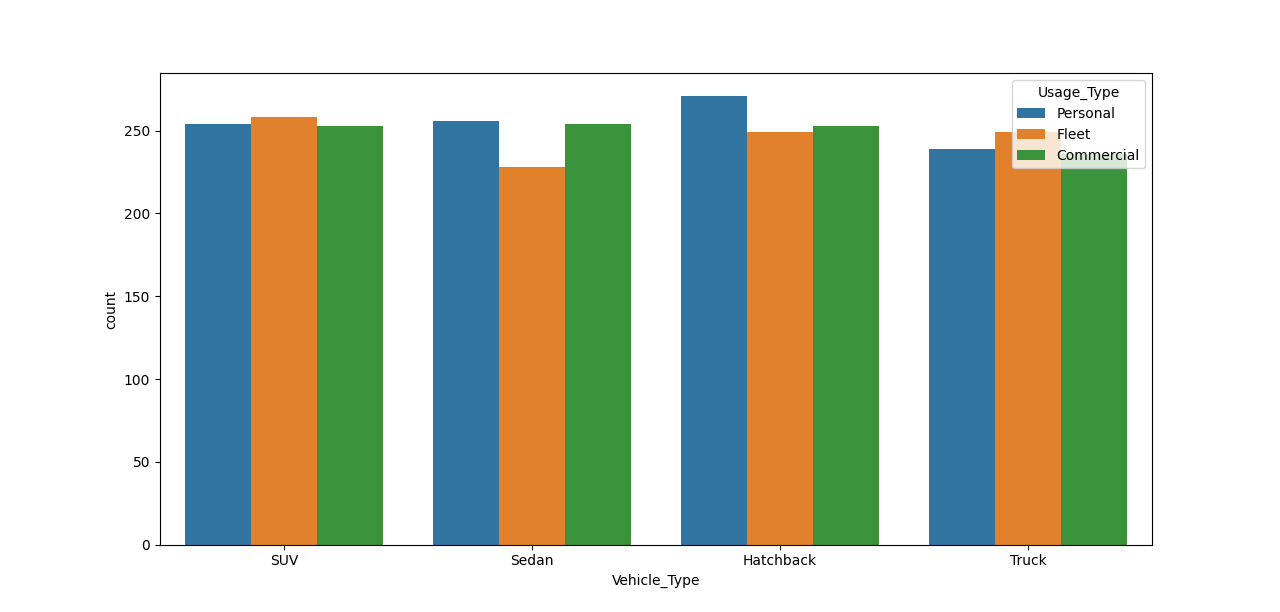 Usage_Type
Personal
Fleet
Commercial
250
200
150
100
50
0
count
SUV Sedan Hatchback Truck
Vehicle_Type